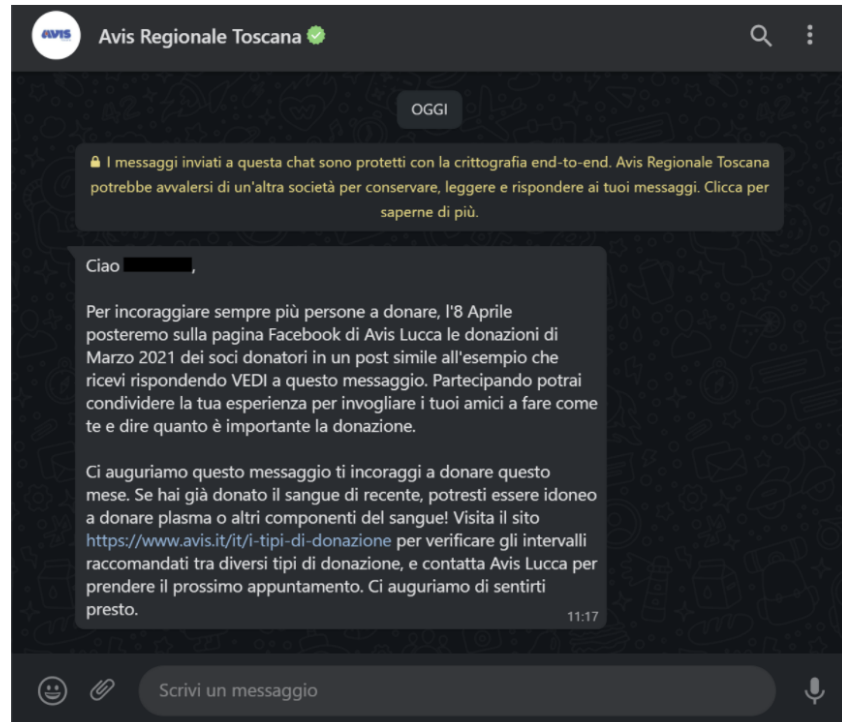 AVIS
Avis Regionale Toscana
OGGI
I messaggi inviati a questa chat sono protetti con la crittografia end-to-end. Avis Regionale Toscana
potrebbe avvalersi di un'altra società per conservare, leggere e rispondere ai tuoi messaggi. Clicca per
saperne di più.
Ciao ,
Per incoraggiare sempre più persone a donare, l'8 Aprile
posteremo sulla pagina Facebook di Avis Lucca le donazioni di
Marzo 2021 dei soci donatori in un post simile all'esempio che
ricevi rispondendo VEDI a questo messaggio. Partecipando potrai
condividere la tua esperienza per invogliare i tuoi amici a fare come
te e dire quanto è importante la donazione.
Ci auguriamo questo messaggio ti incoraggi a donare questo
mese. Se hai già donato il sangue di recente, potresti essere idoneo
a donare plasma o altri componenti del sangue! Visita il sito
https://www.avis.it/it/i-tipi-di-donazione per verificare gli intervalli
raccomandati tra diversi tipi di donazione, e contatta Avis Lucca per
prendere il prossimo appuntamento. Ci auguriamo di sentirti
presto.
11:17
Scrivi un messaggio